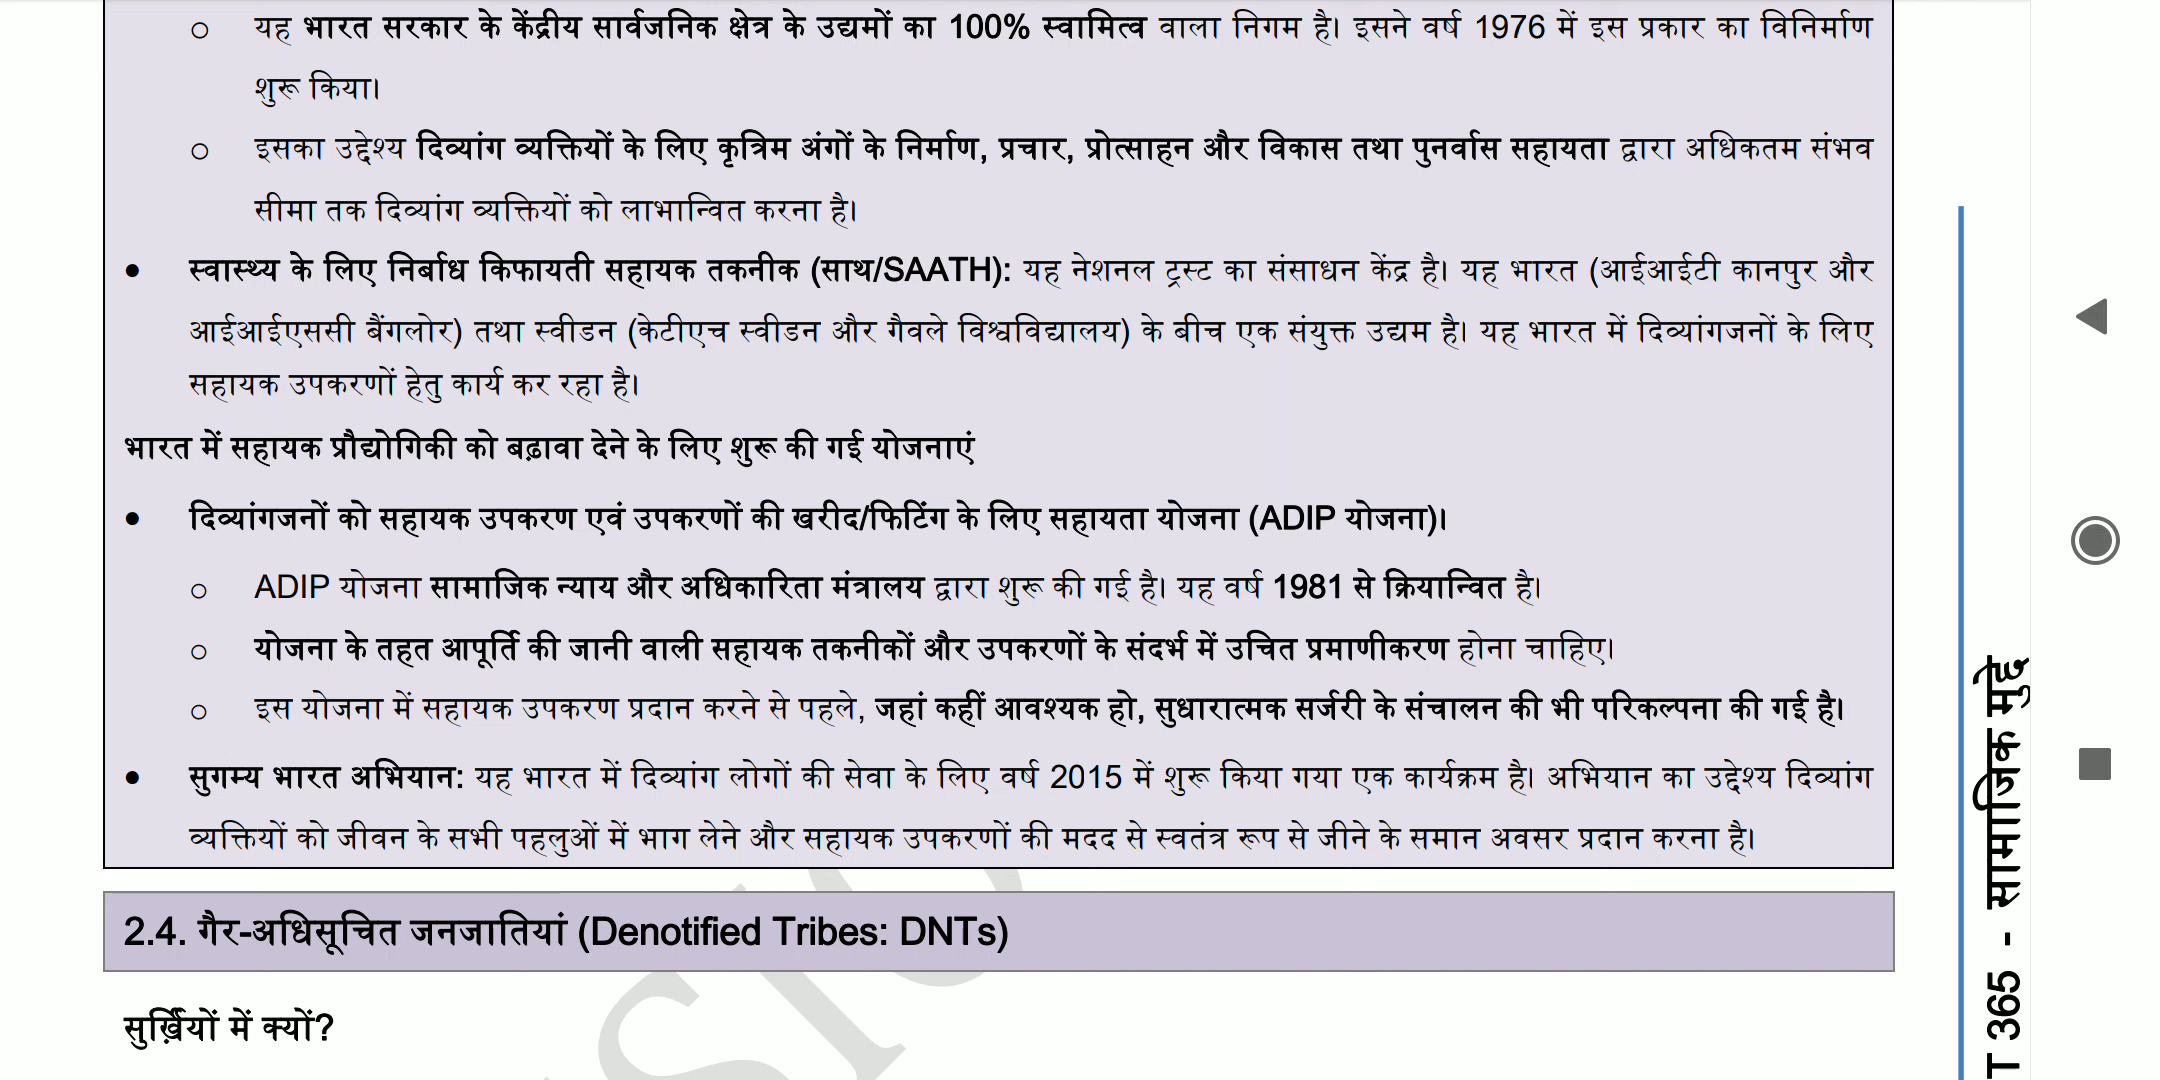 ○ यह भारत सरकार के केंद्रीय सार्वजनिक क्षेत्र के उद्यमों का 100% स्वामित्व वाला निगम है। इसने वर्ष 1976 में इस प्रकार का विनिर्माण
शुरू किया।
○ इसका उद्देश्य दिव्यांग व्यक्तियों के लिए कृत्रिम अंगों के निर्माण, प्रचार, प्रोत्साहन और विकास तथा पुनर्वास सहायता द्वारा अधिकतम संभव
सीमा तक दिव्यांग व्यक्तियों को लाभान्वित करना है।
● स्वास्थ्य के लिए निर्बाध किफायती सहायक तकनीक (साथ/SAATH): यह नेशनल ट्रस्ट का संसाधन केंद्र है। यह भारत (आईआईटी कानपुर और
आईआईएससी बैंगलोर) तथा स्वीडन (केटीएच स्वीडन और गैवले विश्वविद्यालय) के बीच एक संयुक्त उद्यम है। यह भारत में दिव्यांगजनों के लिए
सहायक उपकरणों हेतु कार्य कर रहा है।
भारत में सहायक प्रौद्योगिकी को बढ़ावा देने के लिए शुरू की गई योजनाएं
● दिव्यांगजनों को सहायक उपकरण एवं उपकरणों की खरीद/फिटिंग के लिए सहायता योजना (ADIP योजना)।
○ ADIP योजना सामाजिक न्याय और अधिकारिता मंत्रालय द्वारा शुरू की गई है। यह वर्ष 1981 से क्रियान्वित है।
○ योजना के तहत आपूर्ति की जानी वाली सहायक तकनीकों और उपकरणों के संदर्भ में उचित प्रमाणीकरण होना चाहिए।
○ इस योजना में सहायक उपकरण प्रदान करने से पहले, जहां कहीं आवश्यक हो, सुधारात्मक सर्जरी के संचालन की भी परिकल्पना की गई है।
● सुगम्य भारत अभियान: यह भारत में दिव्यांग लोगों की सेवा के लिए वर्ष 2015 में शुरू किया गया एक कार्यक्रम है। अभियान का उद्देश्य दिव्यांग
व्यक्तियों को जीवन के सभी पहलुओं में भाग लेने और सहायक उपकरणों की मदद से स्वतंत्र रूप से जीने के समान अवसर प्रदान करना है।
2.4. गैर-अधिसूचित जनजातियां (Denotified Tribes: DNTs)
सुर्ख़ियों में क्यों?
T 365 - सामाजिक मुद्दे